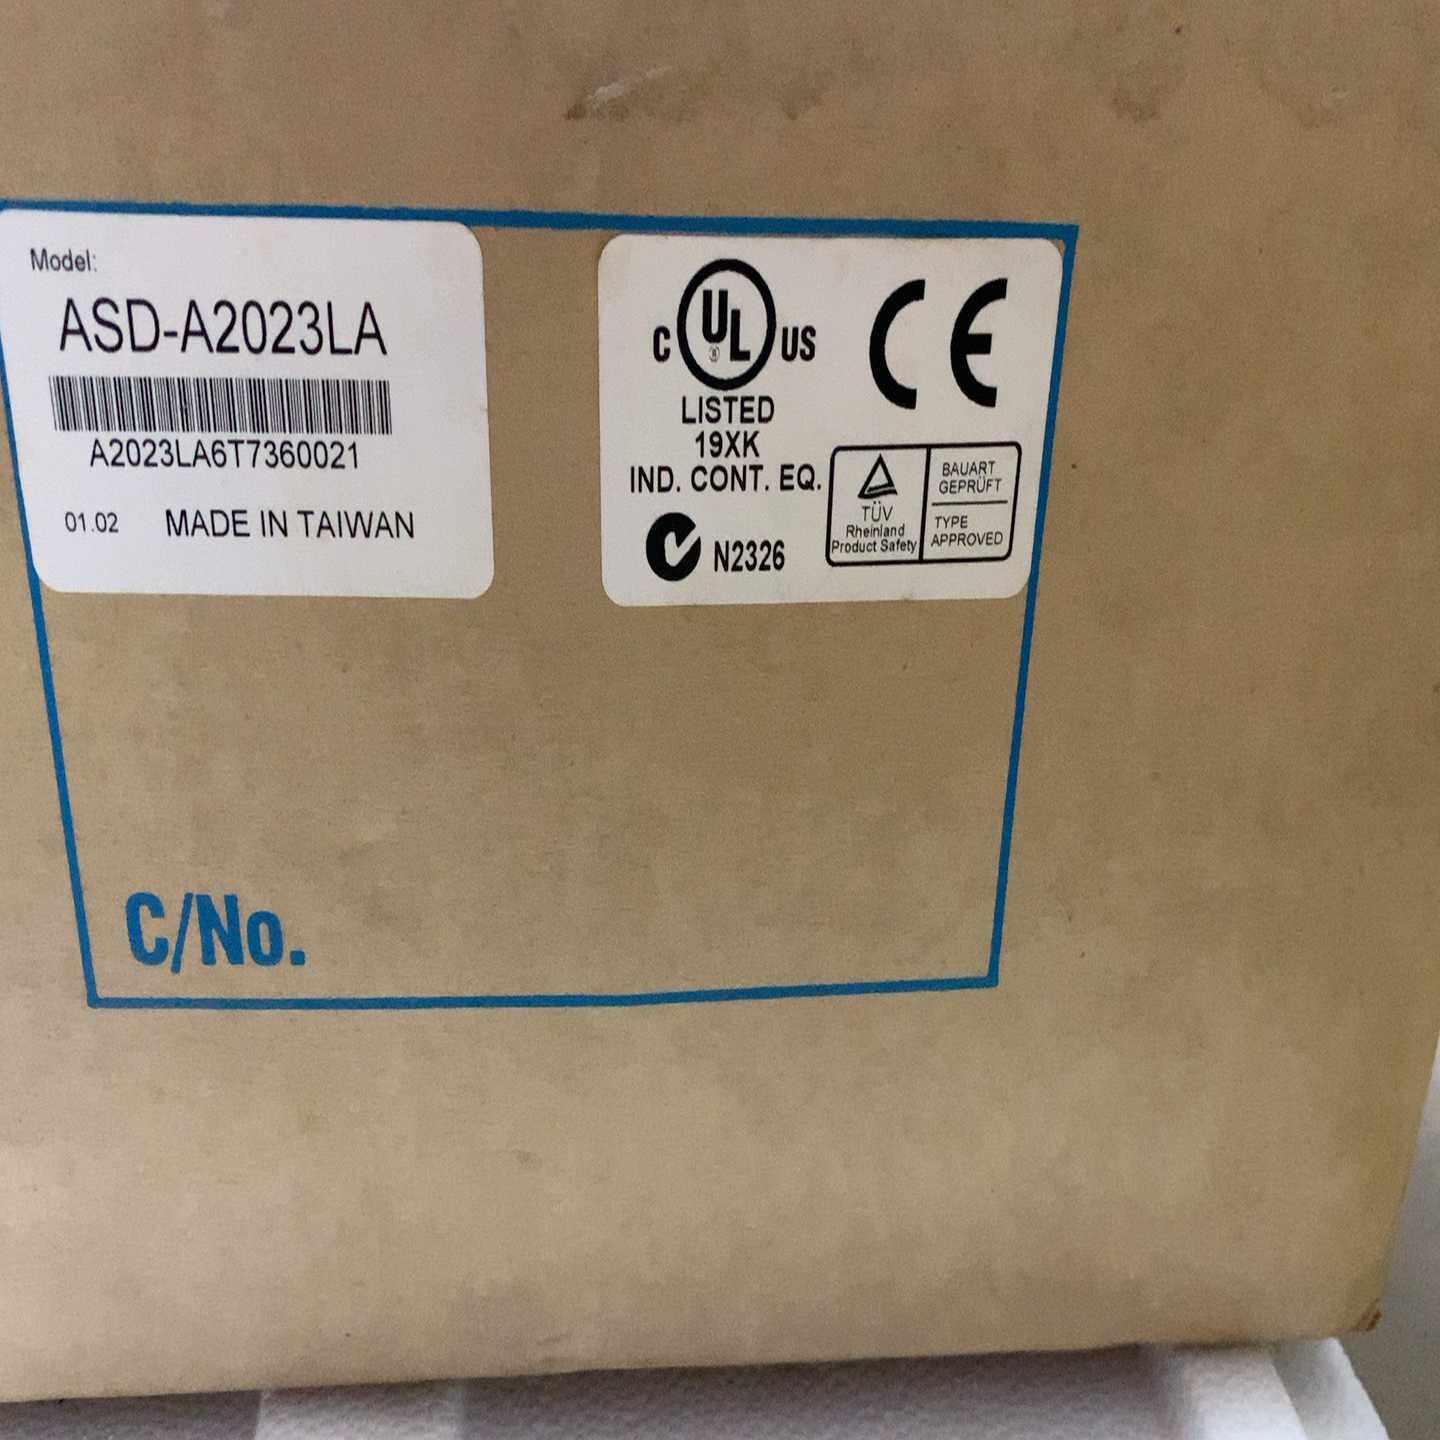 Model:
ASD-A2023LA
A2023LA6T7360021
01.02 MADE IN TAIWAN
C UL US
®
LISTED
19XK
IND. CONT. EQ.
N2326
CE
TÜV
Rheinland
Product Safety
BAUART
GEPRÜFT
TYPE
APPROVED
C/No.